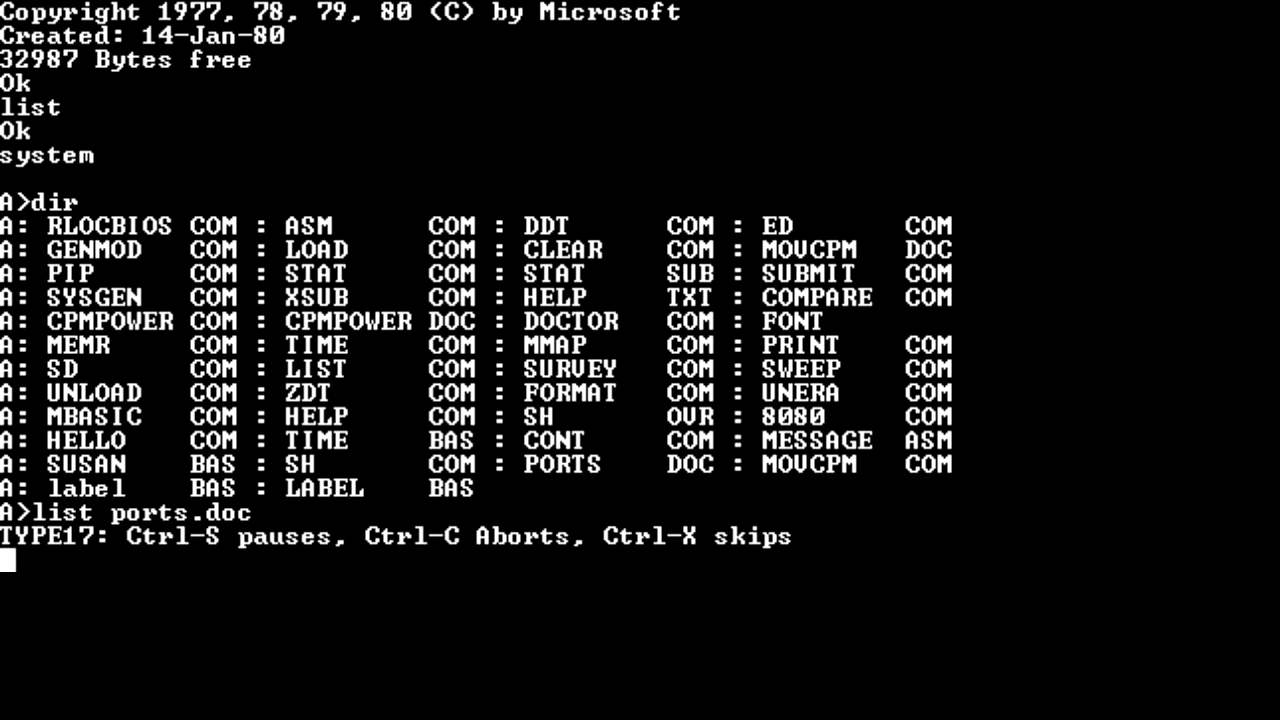 Copyright 1977, 78, 79, 80 (C) by Microsoft
Created: 14-Jan-80
32987 Bytes free
Ok
list
Ok
system
A>dir
A: RLOCBIOS COM : ASM      COM : DDT      COM : ED       COM
A: GENMOD   COM : LOAD     COM : CLEAR    COM : MOVCPM   DOC
A: PIP      COM : STAT     COM : STAT     SUB : SUBMIT   COM
A: SYSGEN   COM : XSUB     COM : HELP     TXT : COMPARE  COM
A: CPMPOWER COM : CPMPOWER DOC : DOCTOR   COM : FONT
A: MEMR     COM : TIME     COM : MMAP     COM : PRINT    COM
A: SD       COM : LIST     COM : SURVEY   COM : SWEEP    COM
A: UNLOAD   COM : ZDT      COM : FORMAT   COM : UNERA    COM
A: MBASIC   COM : HELP     COM : SH       OVR : 8080     COM
A: HELLO    COM : TIME     BAS : CONT     COM : MESSAGE  ASM
A: SUSAN    BAS : SH       COM : PORTS    DOC : MOVCPM   COM
A: label    BAS : LABEL    BAS
A>list ports.doc
TYPE17: Ctrl-S pauses, Ctrl-C Aborts, Ctrl-X skips